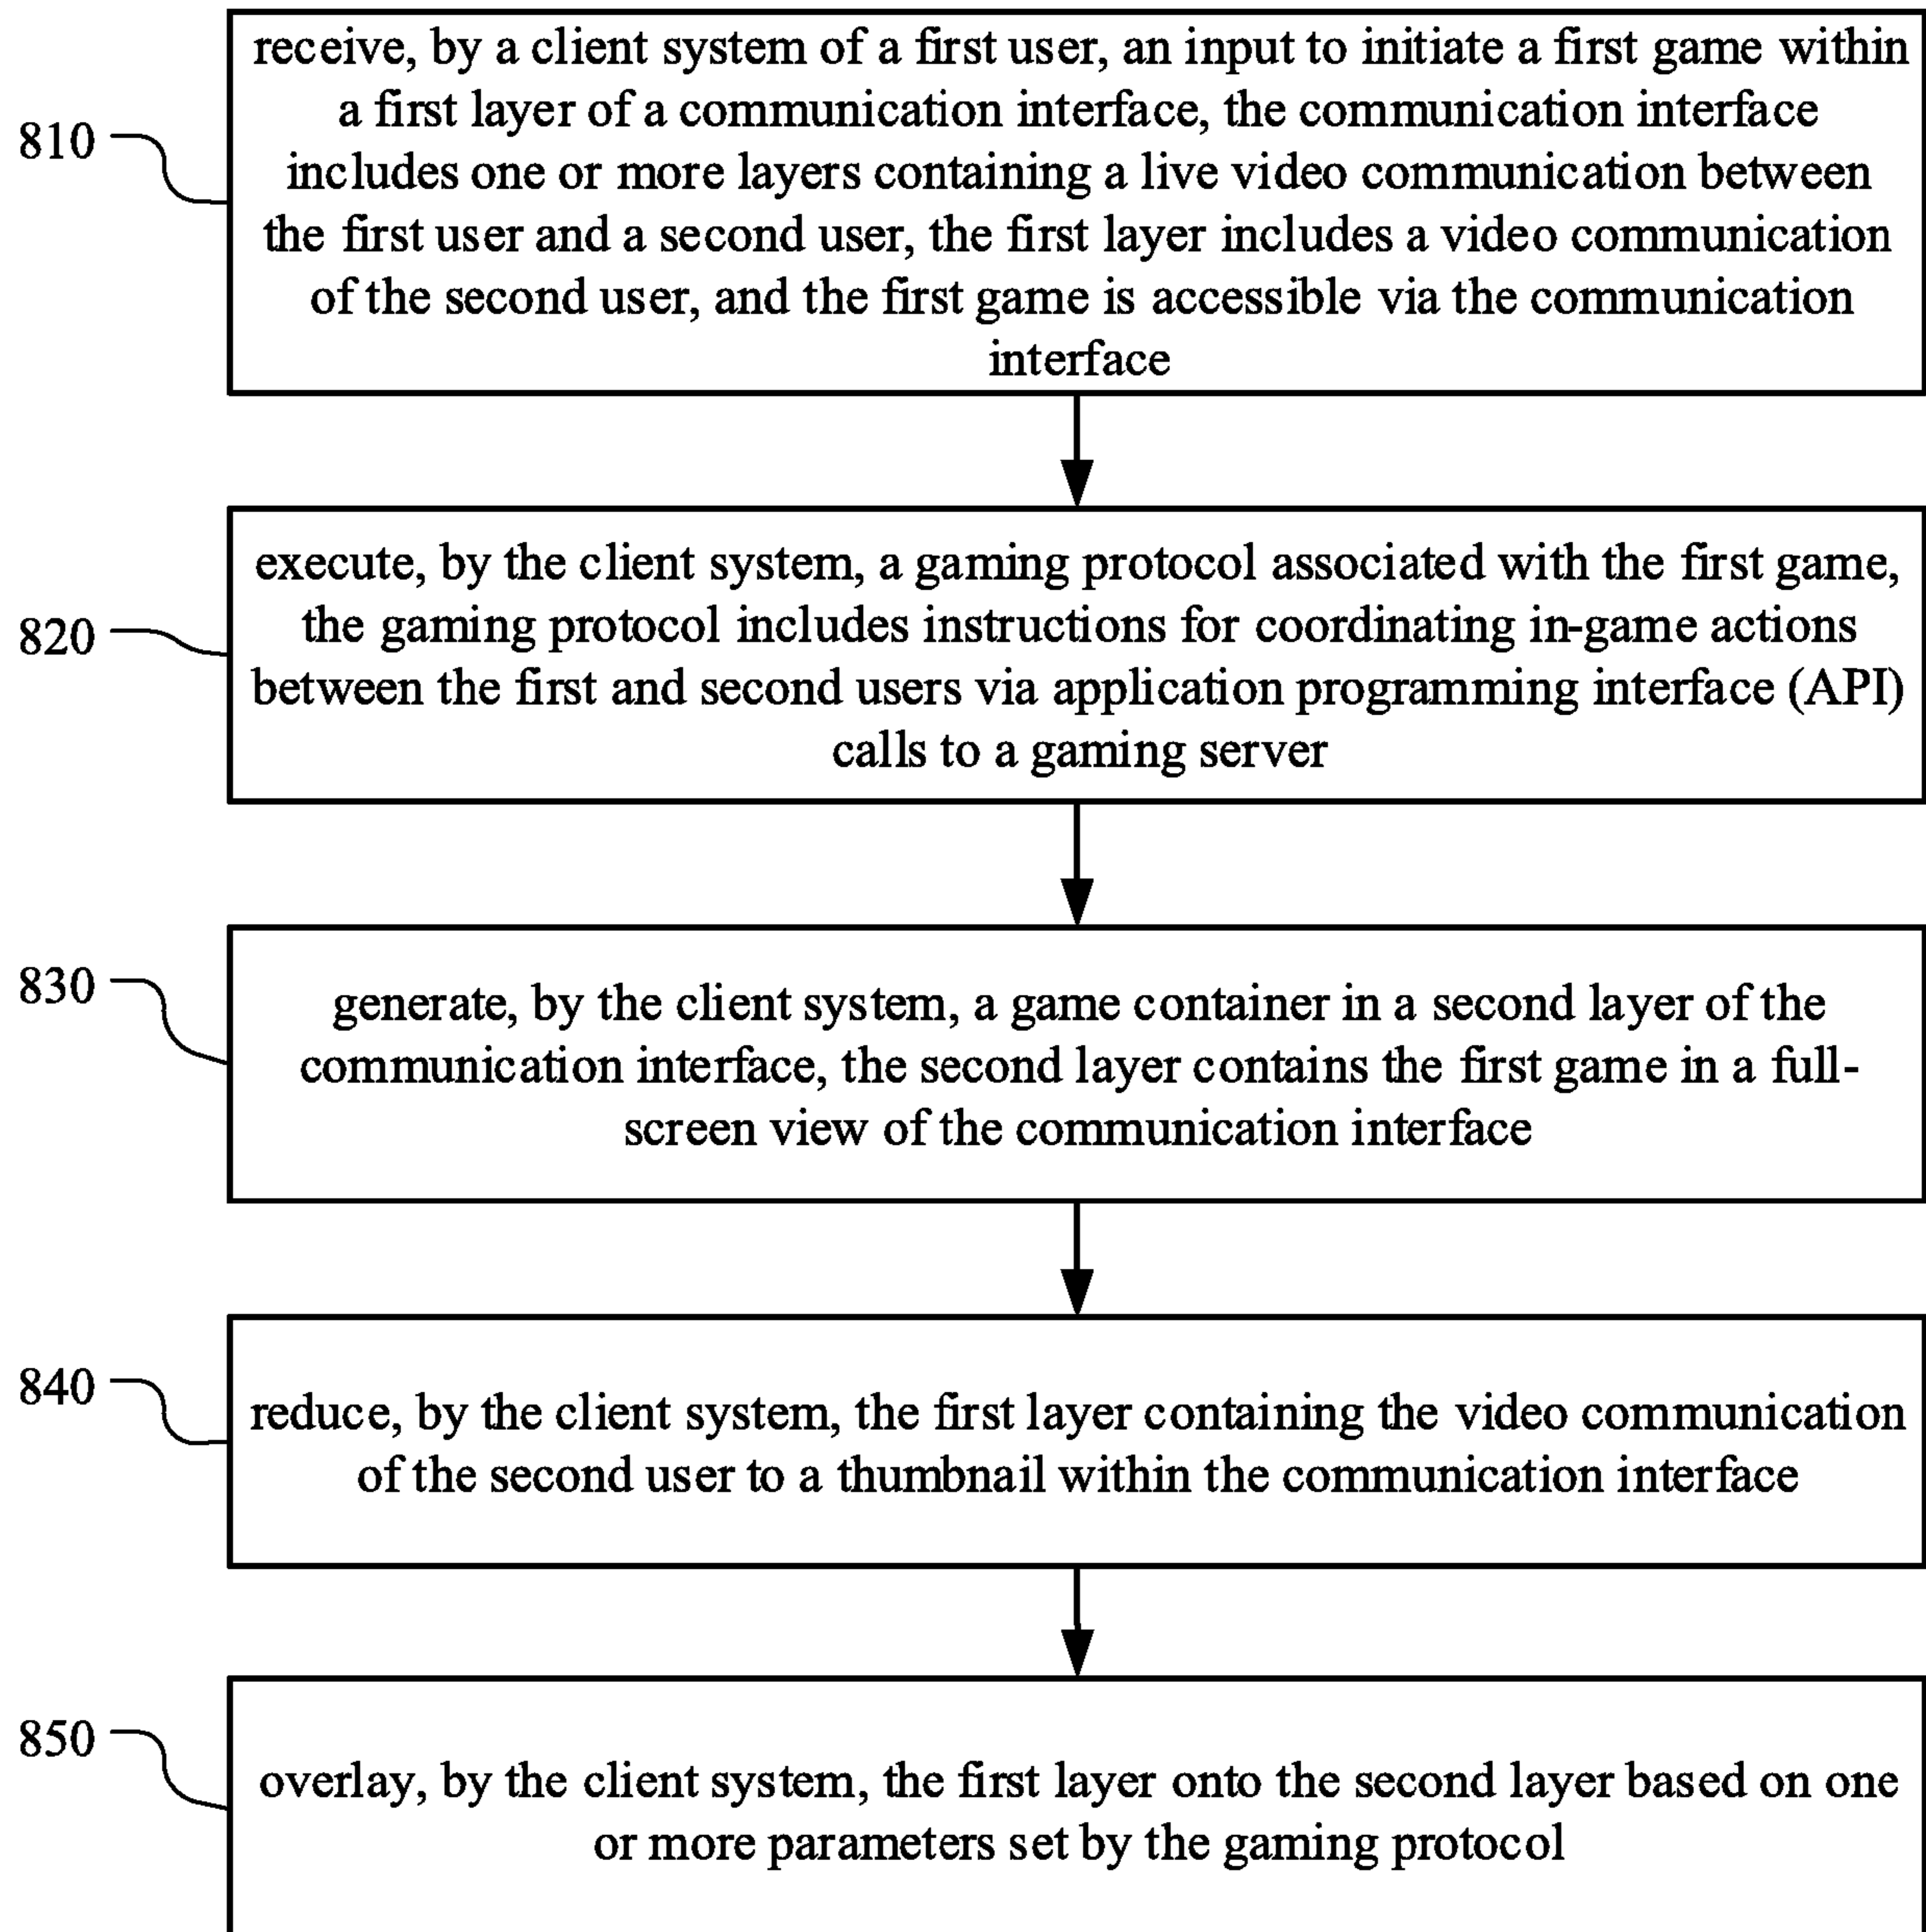 receive, by a client system of a first user, an input to initiate a first game within
a first layer of a communication interface, the communication interface
810
includes one or more layers containing a live video communication between
the first user and a second user, the first layer includes a video communication
of the second user, and the first game is accessible via the communication
interface
execute, by the client system, a gaming protocol associated with the first game,
820
the gaming protocol includes instructions for coordinating in-game actions
between the first and second users via application programming interface (API)
calls to a gaming server
830
generate, by the client system, a game container in a second layer of the
communication interface, the second layer contains the first game in a full-
screen view of the communication interface
840
reduce, by the client system, the first layer containing the video communication
of the second user to a thumbnail within the communication interface
850
overlay, by the client system, the first layer onto the second layer based on one
or more parameters set by the gaming protocol